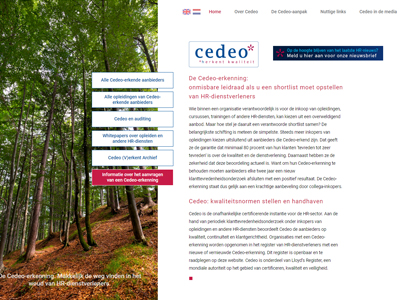 Home
Over Cedeo
De Cedeo-aanpak
Nuttige links
Cedeo in de media
cedeo*
*herkent kwaliteit
Op de hoogte blijven van het laatste HR-nieuws?
Meld u hier aan voor onze nieuwsbrief
Alle Cedeo-erkende aanbieders
Alle opleidingen van Cedeo-
erkende aanbieders
Cedeo en auditing
Whitepapers over opleiden en
andere HR-diensten
Cedeo (V)erkent Archief
Informatie over het aanvragen
van een Cedeo-erkenning
De Cedeo-erkenning. Makkelijk de weg vinden in het
woud van HR-dienstverleners.
De Cedeo-erkenning:
onmisbare leidraad als u een shortlist moet opstellen
van HR-dienstverleners
Wie binnen een organisatie verantwoordelijk is voor de inkoop van opleidingen,
cursussen, trainingen of andere HR-diensten, kan kiezen uit een overweldigend
aanbod. Maar hoe stel je daaruit een verantwoorde shortlist samen? De
belangrijkste schifting is meteen de simpelste. Steeds meer inkopers van
opleidingen kiezen uitsluitend uit aanbieders die Cedeo-erkend zijn. Dat geeft
ze de garantie dat minimaal 80 procent van hun klanten 'tevreden tot zeer
tevreden' is over de kwaliteit en de dienstverlening. Daarnaast hebben ze de
zekerheid dat deze beoordeling actueel is. Want om hun Cedeo-erkenning te
behouden moeten aanbieders elke twee jaar een nieuw
klanttevredenheidsonderzoek afsluiten met een positief resultaat. De Cedeo-
erkenning staat dus gelijk aan een krachtige aanbeveling door collega-inkopers.
Cedeo: kwaliteitsnormen stellen en handhaven
Cedeo is de onafhankelijke certificerende instantie voor de HR-sector. Aan de
hand van periodiek klanttevredenheidsonderzoek onder inkopers van
opleidingen en andere HR-diensten beoordeelt Cedeo de aanbieders op
kwaliteit, continuïteit en klantgerichtheid. Organisaties met een Cedeo-
erkenning worden opgenomen in het register van HR-dienstverleners met een
nieuwe of vernieuwde Cedeo-erkenning. Dit register is openbaar en te
raadplegen op deze website. Cedeo is onderdeel van Lloyd's Register, een
mondiale autoriteit op het gebied van certificeren, kwaliteit en veiligheid.